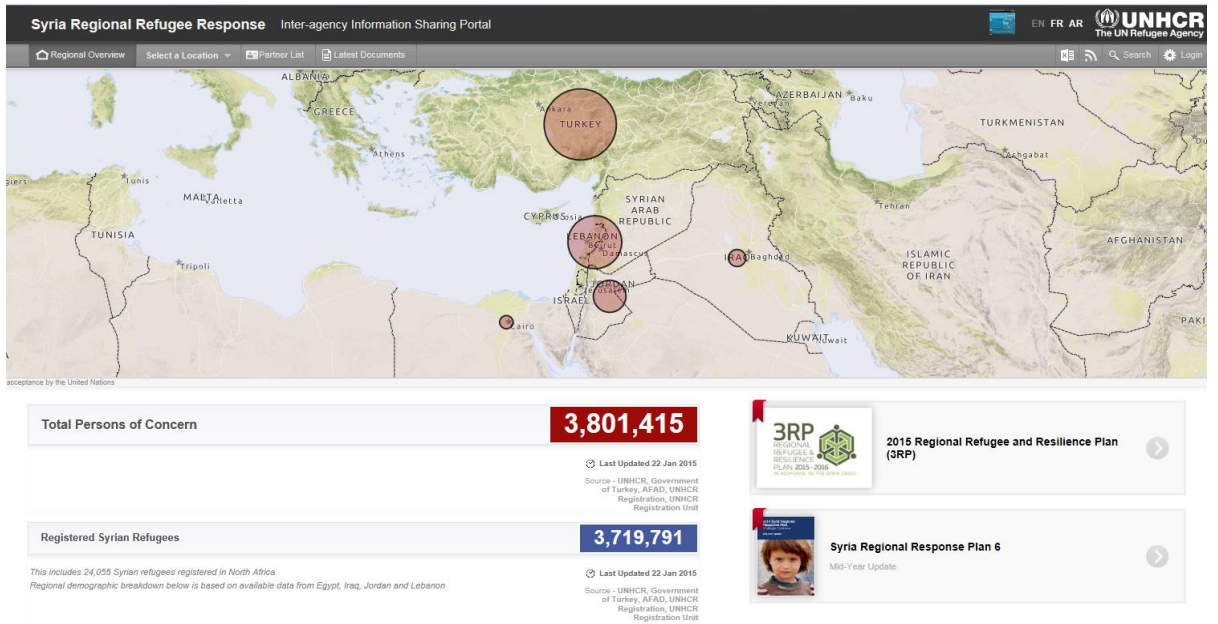 Syria Regional Refugee Response Inter-agency Information Sharing Portal
EN FR AR
UNHCR
The UN Refugee Agency
Regional Overview
Select a Location
Partner List
Latest Documents
Search
Login
ALBANIA
GREECE
Athens
Ankara
TURKEY
AZERBAIJAN
Yerevan
Baku
TURKMENISTAN
Ashgabat
Tunis
MALTA
Valletta
TUNISIA
Tripoli
CYPRUS
SYRIAN
ARAB
REPUBLIC
LEBANON
Beirut
Damascus
IRAQ
Baghdad
Tehran
ISLAMIC
REPUBLIC
OF IRAN
AFGHANISTAN
JORDAN
Jerusalem
ISRAEL
Cairo
KUWAIT
Kuwait
PAKI
acceptance by the United Nations
Total Persons of Concern
3,801,415
Last Updated 22 Jan 2015
Source - UNHCR, Government
of Turkey, AFAD, UNHCR
Registration, UNHCR
Registration Unit
Registered Syrian Refugees
3,719,791
This includes 24,055 Syrian refugees registered in North Africa.
Regional demographic breakdown below is based on available data from Egypt, Iraq, Jordan and Lebanon
Last Updated 22 Jan 2015
Source - UNHCR, Government
of Turkey, AFAD, UNHCR
Registration, UNHCR
Registration Unit
3RP
REGIONAL
REFUGEE &
RESILIENCE
PLAN 2015-2016
IN RESPONSE TO THE SYRIA CRISIS
2015 Regional Refugee and Resilience Plan
(3RP)
Syria Regional Response Plan 6
Mid-Year Update